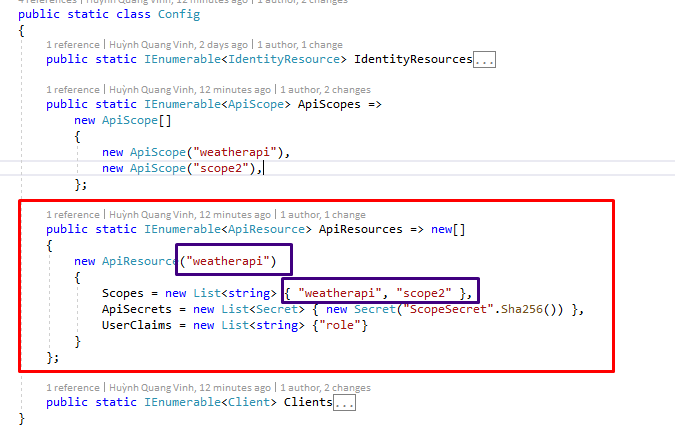 4 references | Huỳnh Quang Vinh, 12 minutes ago | 1 author, 2 changes
public static class Config
{
1 reference | Huỳnh Quang Vinh, 2 days ago | 1 author, 1 change
public static IEnumerable<IdentityResource> IdentityResources...
1 reference | Huỳnh Quang Vinh, 12 minutes ago | 1 author, 2 changes
public static IEnumerable<ApiScope> ApiScopes =>
new ApiScope[]
{
new ApiScope("weatherapi"),
new ApiScope("scope2"),
};
1 reference | Huỳnh Quang Vinh, 12 minutes ago | 1 author, 1 change
public static IEnumerable<ApiResource> ApiResources => new[]
{
new ApiResource("weatherapi")
{
Scopes = new List<string> { "weatherapi", "scope2" },
ApiSecrets = new List<Secret> { new Secret("ScopeSecret".Sha256()) },
UserClaims = new List<string> {"role"}
}
};
1 reference | Huỳnh Quang Vinh, 12 minutes ago | 1 author, 2 changes
public static IEnumerable<Client> Clients...
}